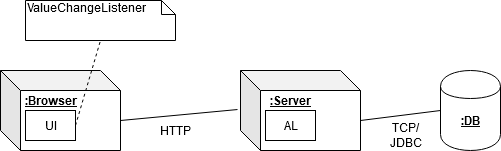 ValueChangeListener
:Browser
UI
HTTP
:Server
AL
TCP/
JDBC
:DB